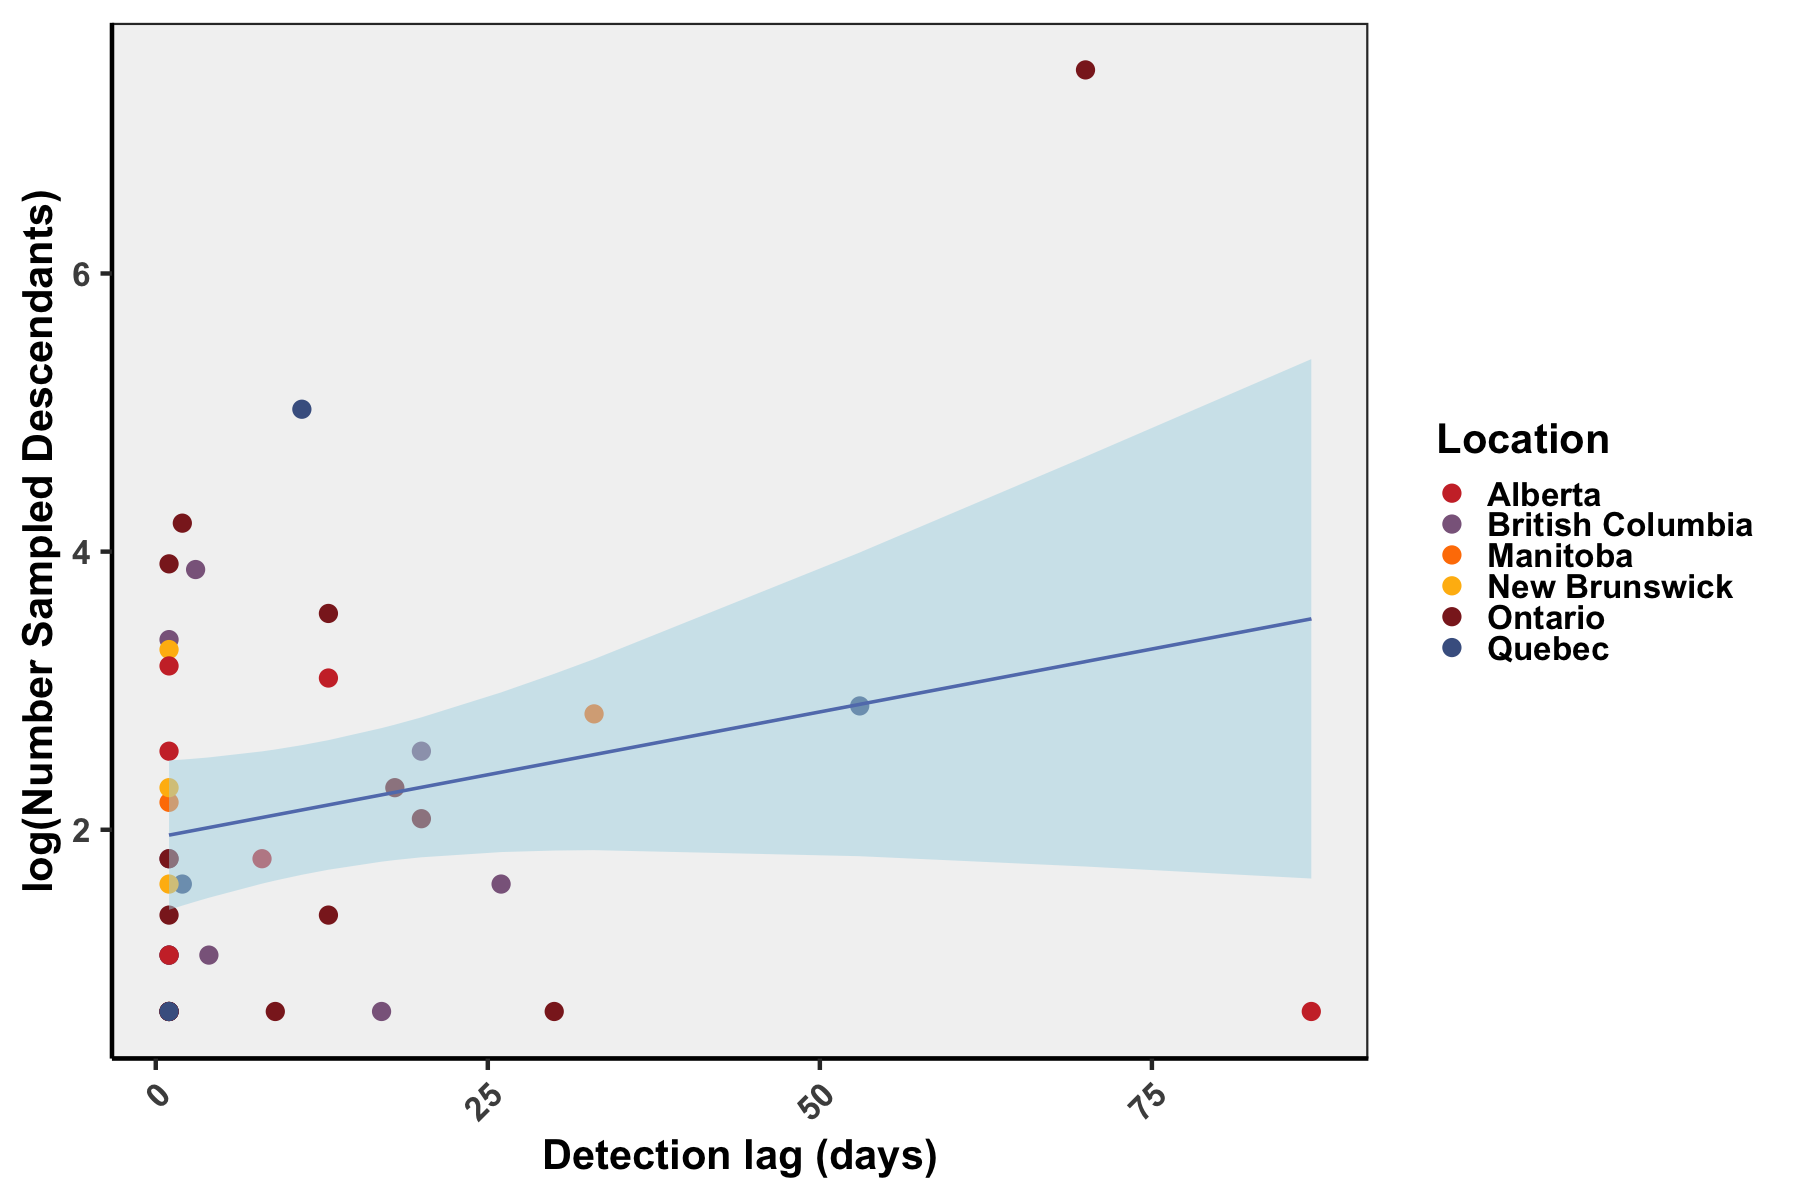 log(Number Sampled Descendants)
6
4
2
0
25
50
75
Detection lag (days)
Location
Alberta
British Columbia
Manitoba
New Brunswick
Ontario
Quebec